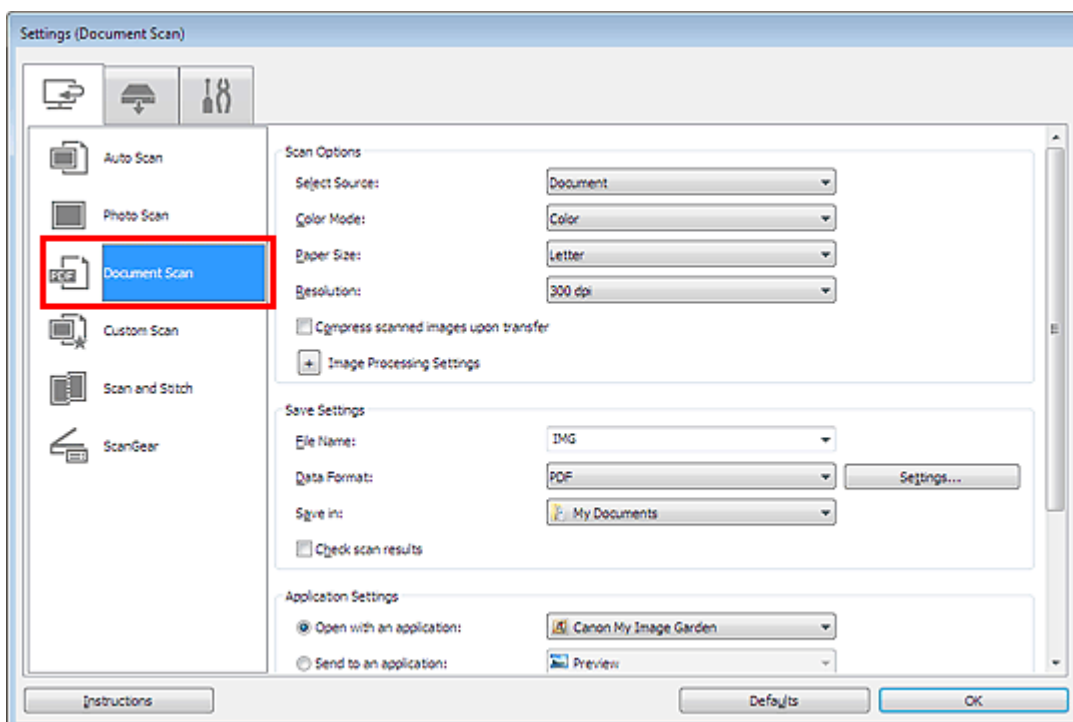 Settings (Document Scan)
Auto Scan
Photo Scan
PDF
Document Scan
Custom Scan
Scan and Stitch
ScanGear
Scan Options
Select Source: Document
Color Mode: Color
Paper Size: Letter
Resolution: 300 dpi
Compress scanned images upon transfer
+ Image Processing Settings
Save Settings
File Name: IMG
Data Format: PDF Settings...
Save in: My Documents
Check scan results
Application Settings
Open with an application: Canon My Image Garden
Send to an application: Preview
Instructions Defaults OK